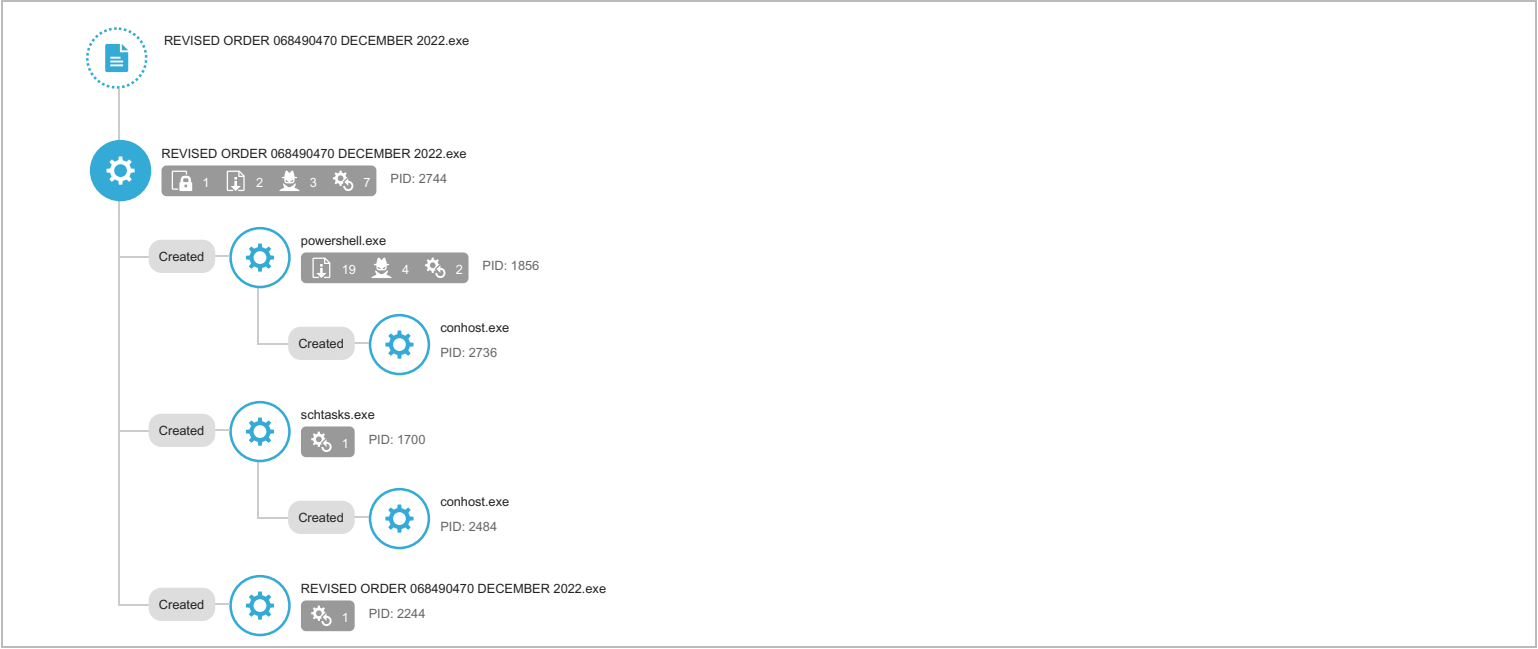 REVISED ORDER 068490470 DECEMBER 2022.exe
REVISED ORDER 068490470 DECEMBER 2022.exe
1 2 3 7 PID: 2744
Created
powershell.exe
19 4 2 PID: 1856
Created
conhost.exe
PID: 2736
Created
schtasks.exe
1 PID: 1700
Created
conhost.exe
PID: 2484
Created
REVISED ORDER 068490470 DECEMBER 2022.exe
1 PID: 2244